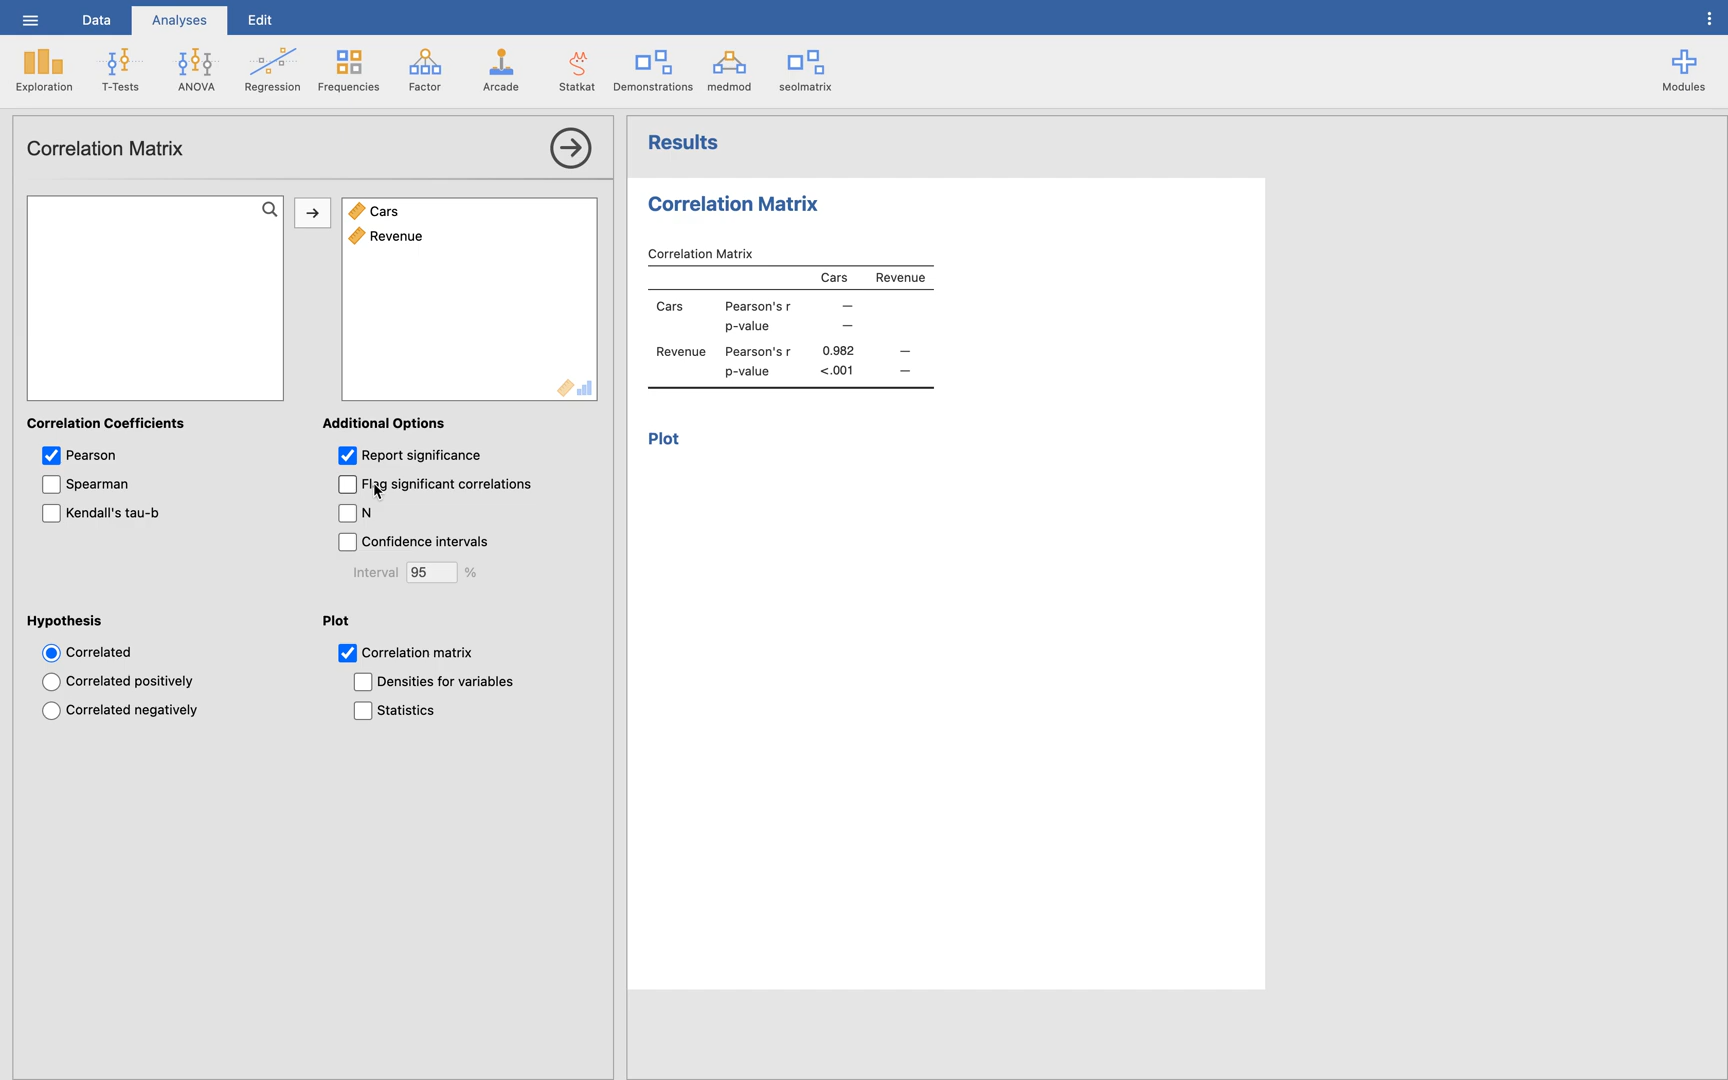 Data Analyses Edit
Exploration T-Tests ANOVA Regression Frequencies Factor Arcade Statkat Demonstrations medmod seolmatrix Modules
Correlation Matrix
Cars
Revenue
Correlation Coefficients
Pearson
Spearman
Kendall's tau-b
Additional Options
Report significance
Flag significant correlations
N
Confidence intervals
Interval 95 %
Hypothesis
Correlated
Correlated positively
Correlated negatively
Plot
Correlation matrix
Densities for variables
Statistics
Results
Correlation Matrix
Correlation Matrix
Cars Revenue
Cars Pearson's r —
p-value —
Revenue Pearson's r 0.982 —
p-value <.001 —
Plot